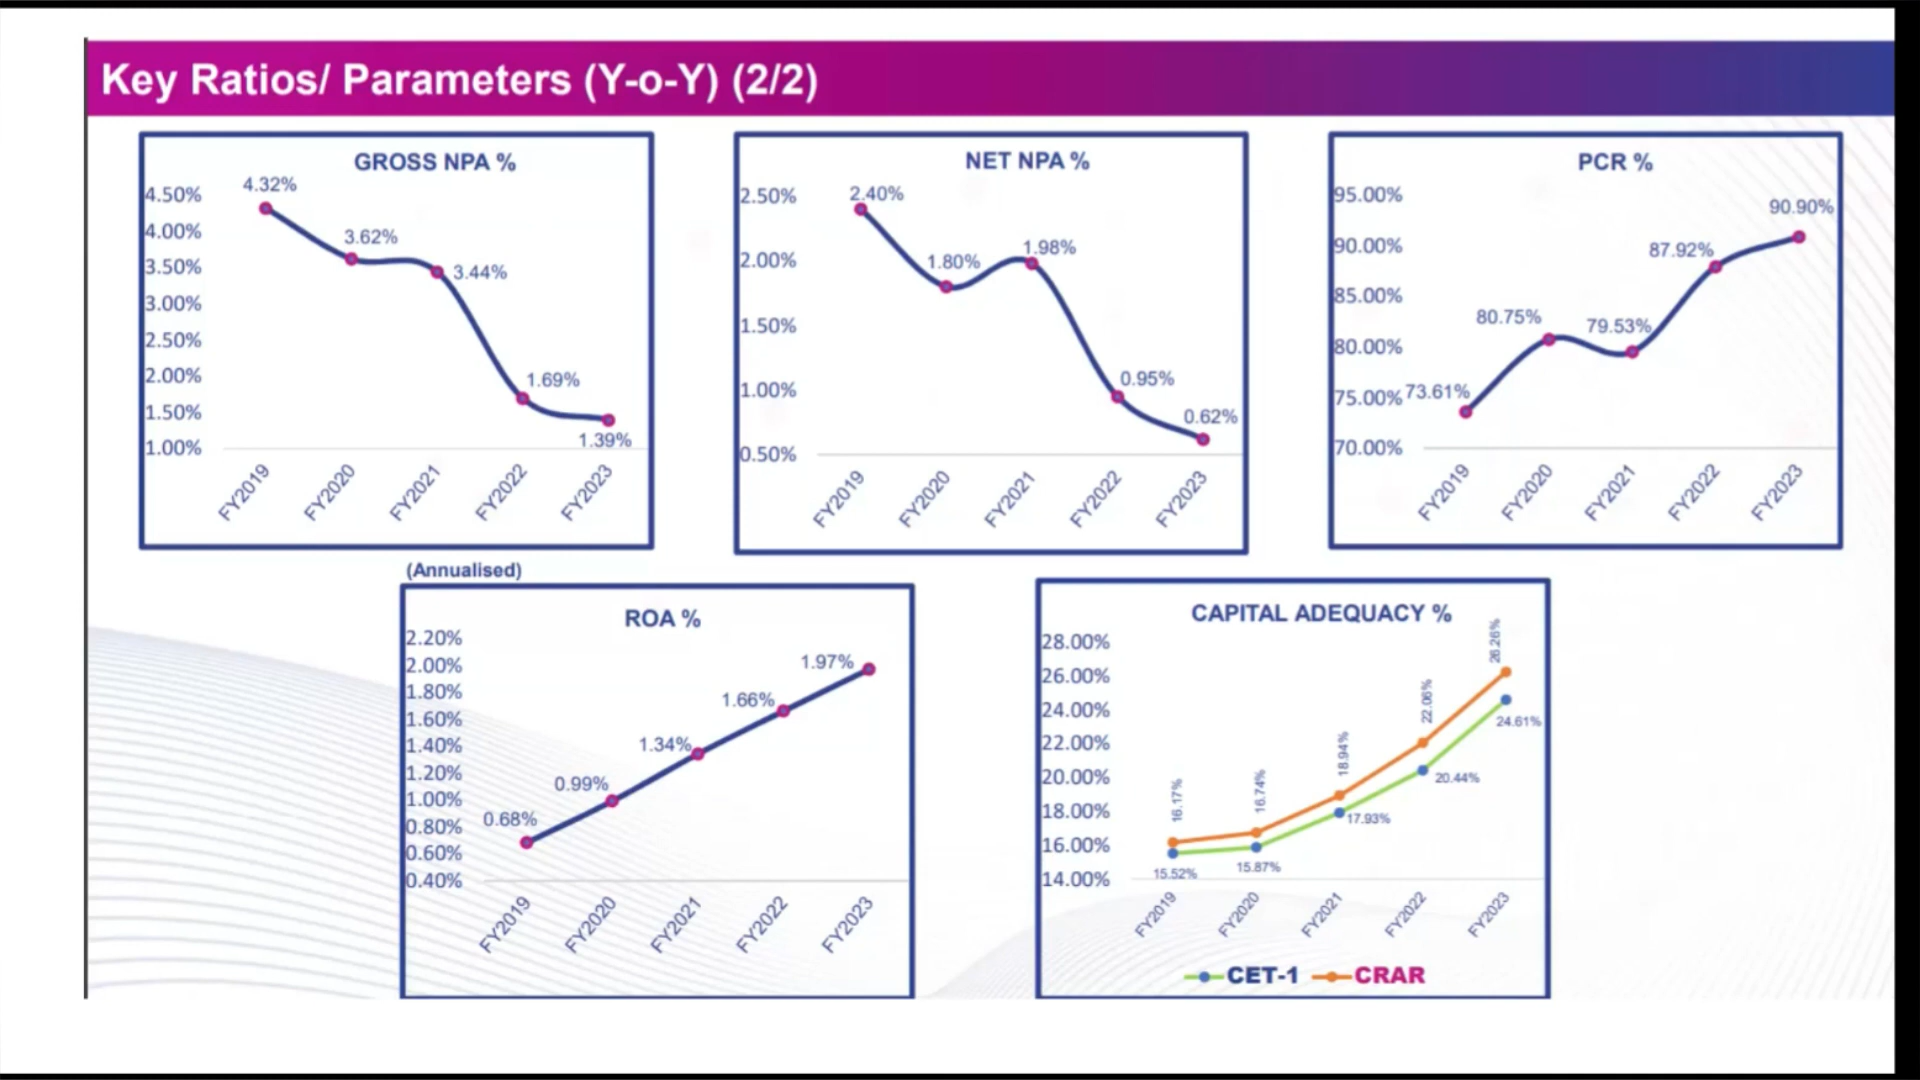 Key Ratios/ Parameters (Y-o-Y) (2/2)
GROSS NPA %
4.50%
4.00%
3.50%
3.00%
2.50%
2.00%
1.50%
1.00%
4.32%
3.62%
3.44%
1.69%
1.39%
FY2019
FY2020
FY2021
FY2022
FY2023
NET NPA %
2.50%
2.00%
1.50%
1.00%
0.50%
2.40%
1.80%
1.98%
0.95%
0.62%
FY2019
FY2020
FY2021
FY2022
FY2023
PCR %
95.00%
90.00%
85.00%
80.00%
75.00%
70.00%
73.61%
80.75%
79.53%
87.92%
90.90%
FY2019
FY2020
FY2021
FY2022
FY2023
(Annualised)
ROA %
2.20%
2.00%
1.80%
1.60%
1.40%
1.20%
1.00%
0.80%
0.60%
0.40%
0.68%
0.99%
1.34%
1.66%
1.97%
FY2019
FY2020
FY2021
FY2022
FY2023
CAPITAL ADEQUACY %
28.00%
26.00%
24.00%
22.00%
20.00%
18.00%
16.00%
14.00%
16.17%
16.74%
18.94%
22.06%
26.26%
15.52%
15.87%
17.93%
20.44%
24.61%
FY2019
FY2020
FY2021
FY2022
FY2023
CET-1 CRAR